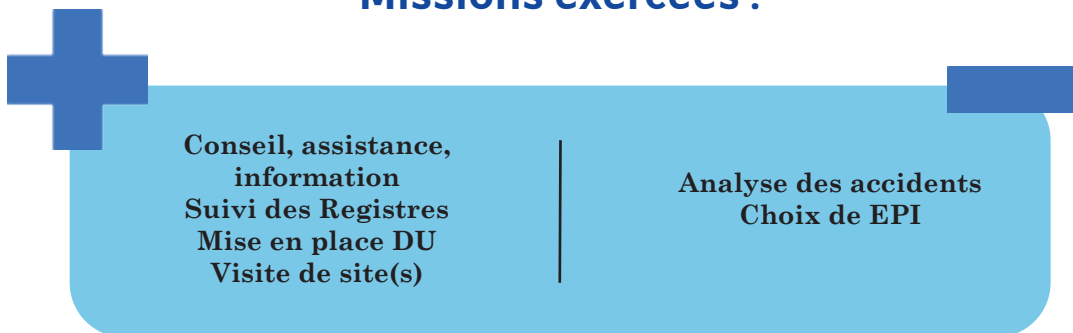 Missions exercées :
Conseil, assistance,
information
Suivi des Registres
Mise en place DU
Visite de site(s)
Analyse des accidents
Choix de EPI